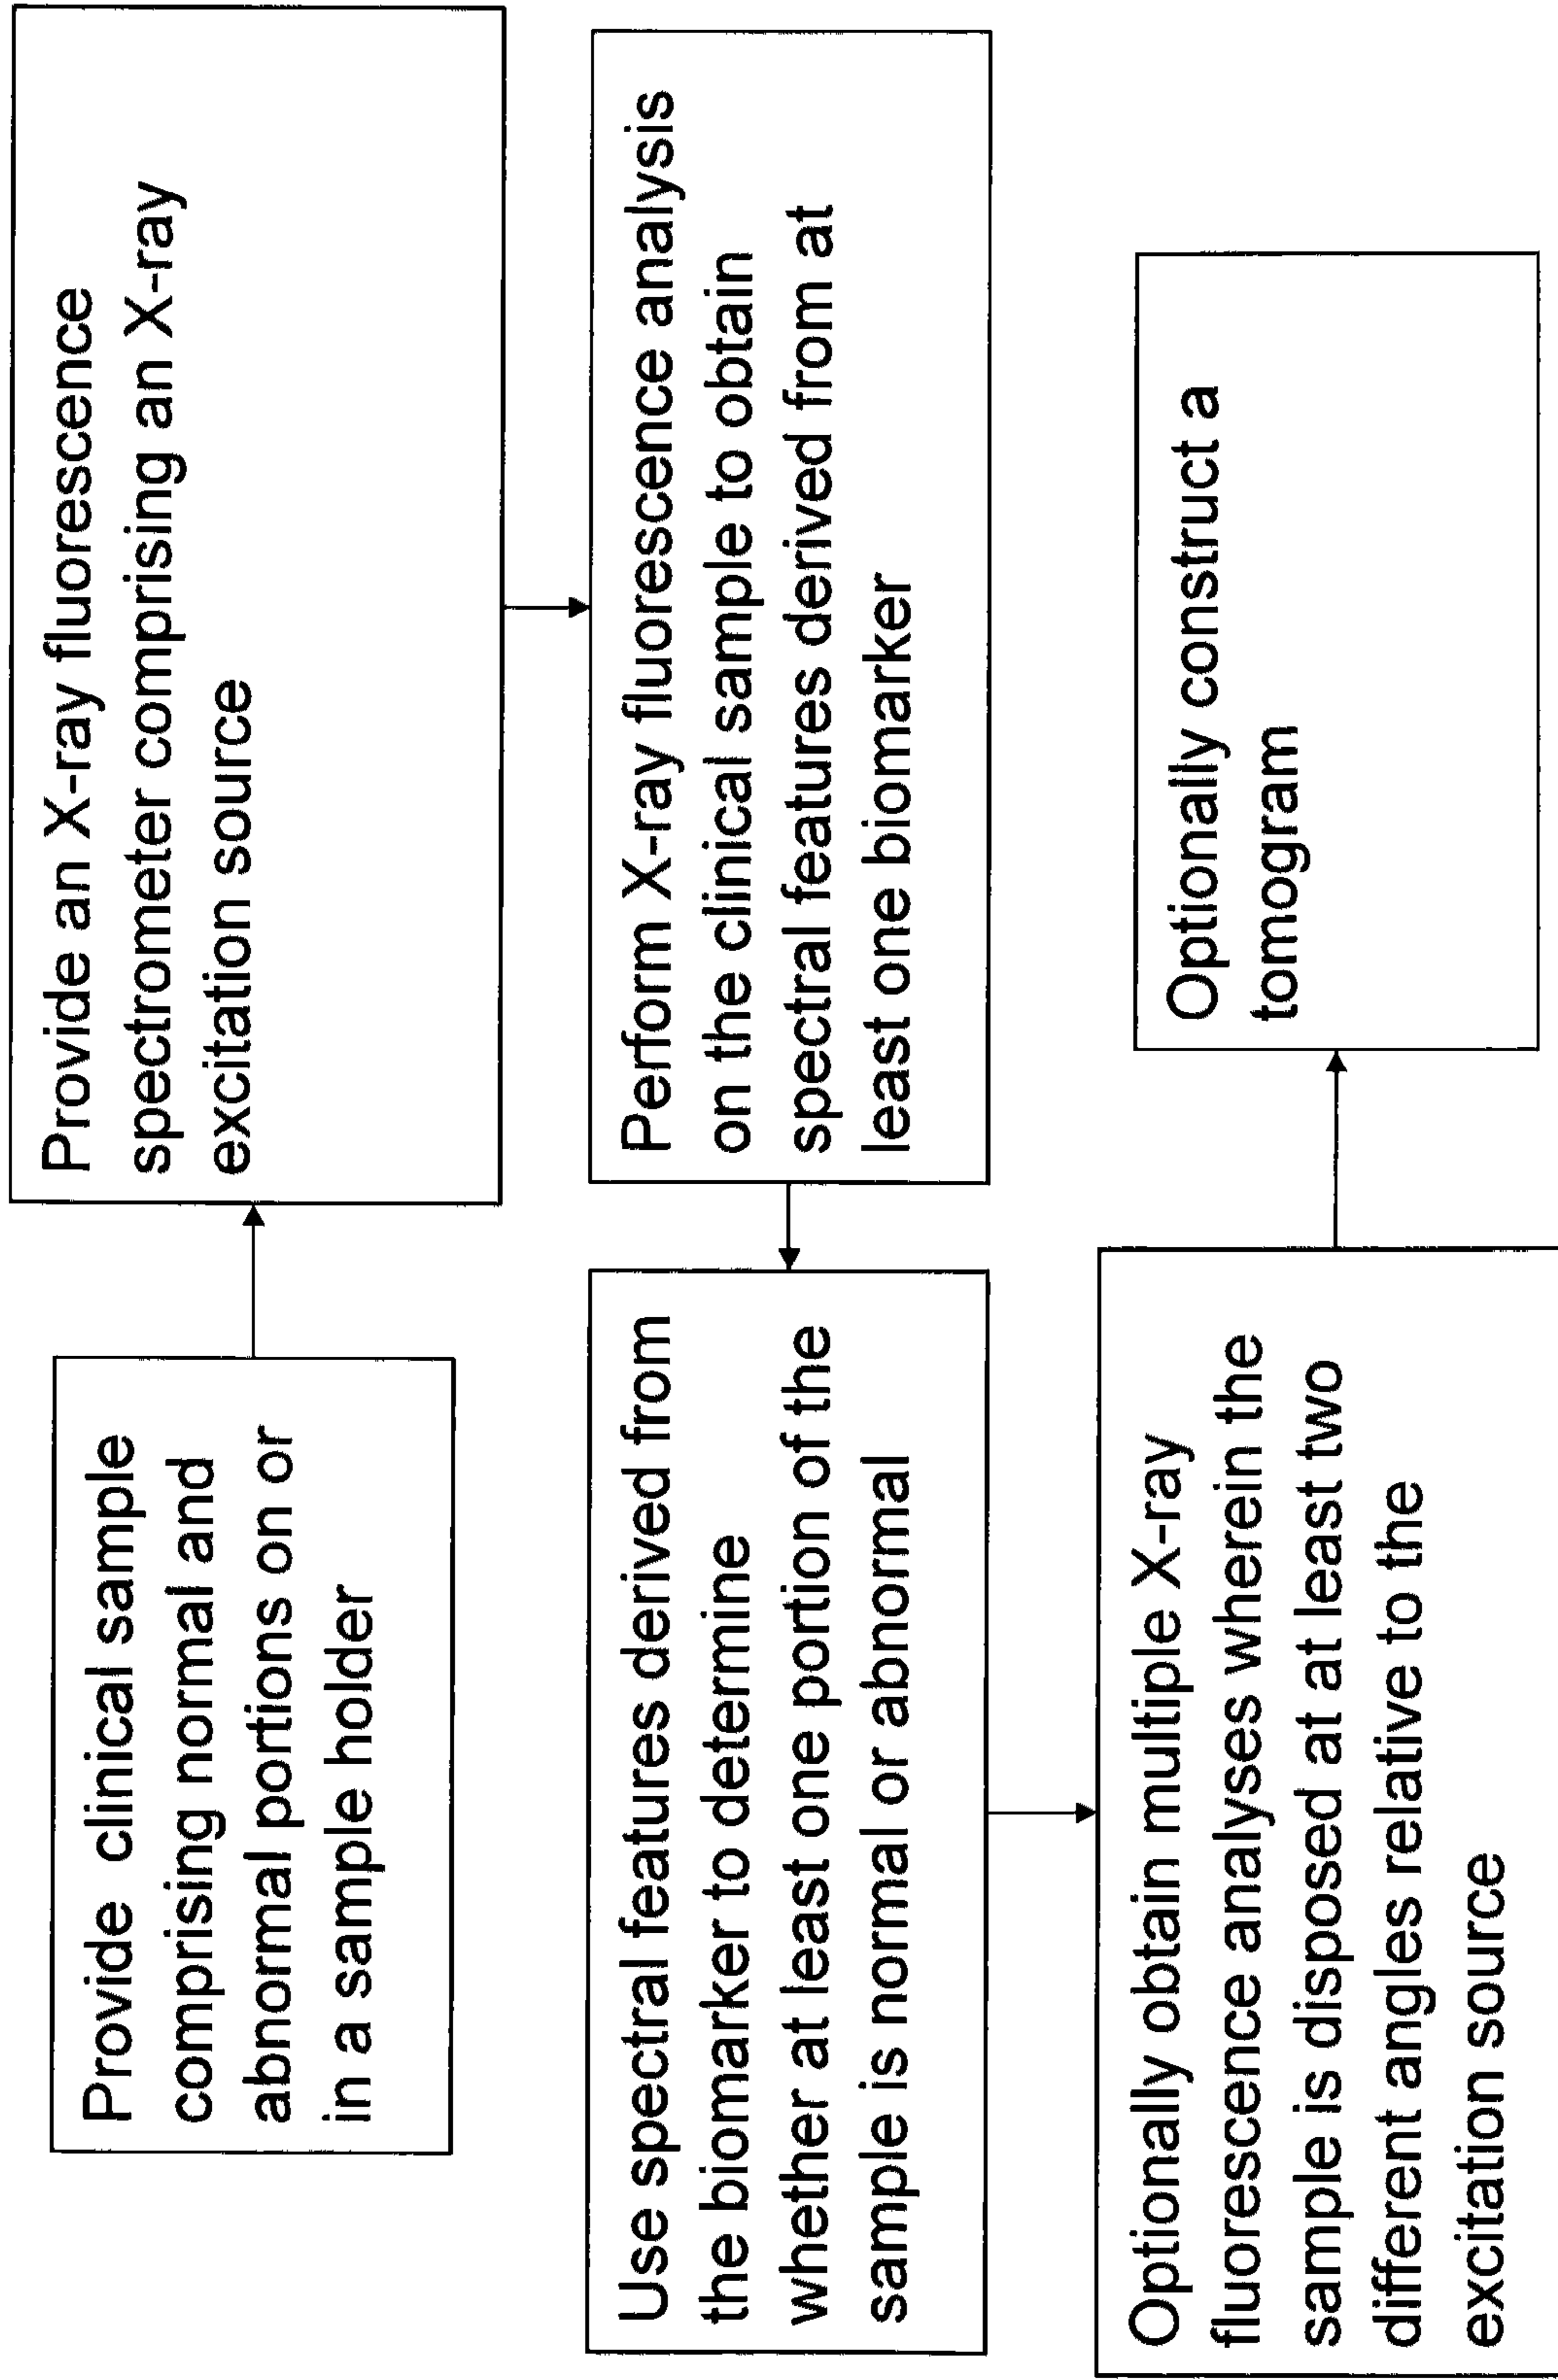 Provide clinical sample
comprising normal and
abnormal portions on or
in a sample holder
Provide an X-ray fluorescence
spectrometer comprising an X-ray
excitation source
Perform X-ray fluorescence analysis
on the clinical sample to obtain
spectral features derived from at
least one biomarker
Use spectral features derived from
the biomarker to determine
whether at least one portion of the
sample is normal or abnormal
Optionally obtain multiple X-ray
fluorescence analyses wherein the
sample is disposed at at least two
different angles relative to the
excitation source
Optionally construct a
tomogram